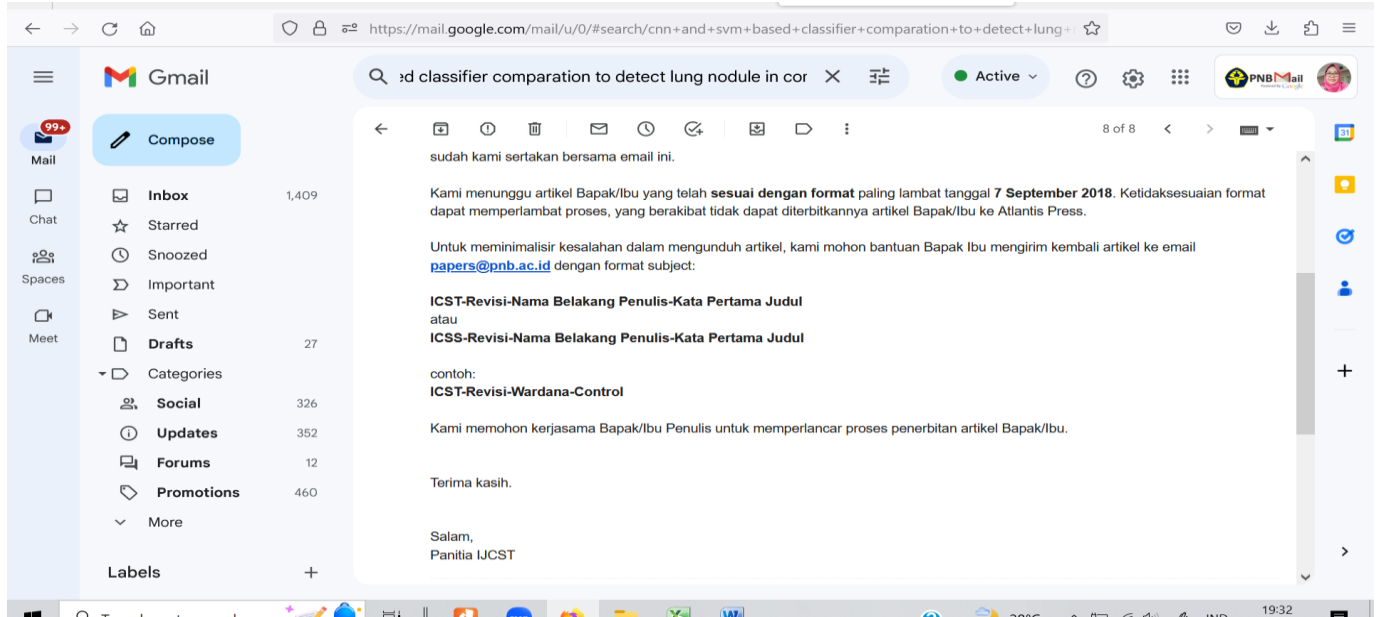 https://mail.google.com/mail/u/0/#search/cnn+and+svm+based+classifier+comparation+to+detect+lung+
Gmail
classifier comparation to detect lung nodule in cor
Active
PNBMail
99+
Mail
Compose
8 of 8
31
sudah kami sertakan bersama email ini.
Inbox 1,409
Kami menunggu artikel Bapak/Ibu yang telah sesuai dengan format paling lambat tanggal 7 September 2018. Ketidaksesuaian format
dapat memperlambat proses, yang berakibat tidak dapat diterbitkannya artikel Bapak/Ibu ke Atlantis Press.
Chat
Starred
Snoozed
Untuk meminimalisir kesalahan dalam mengunduh artikel, kami mohon bantuan Bapak Ibu mengirim kembali artikel ke email
papers@pnb.ac.id dengan format subject:
Spaces
Important
ICST-Revisi-Nama Belakang Penulis-Kata Pertama Judul
atau
ICSS-Revisi-Nama Belakang Penulis-Kata Pertama Judul
Sent
Meet
Drafts 27
Categories
contoh:
ICST-Revisi-Wardana-Control
Social 326
Updates 352
Kami memohon kerjasama Bapak/Ibu Penulis untuk memperlancar proses penerbitan artikel Bapak/Ibu.
Forums 12
Promotions 460
Terima kasih.
More
Salam,
Panitia IJCST
Labels
19:32